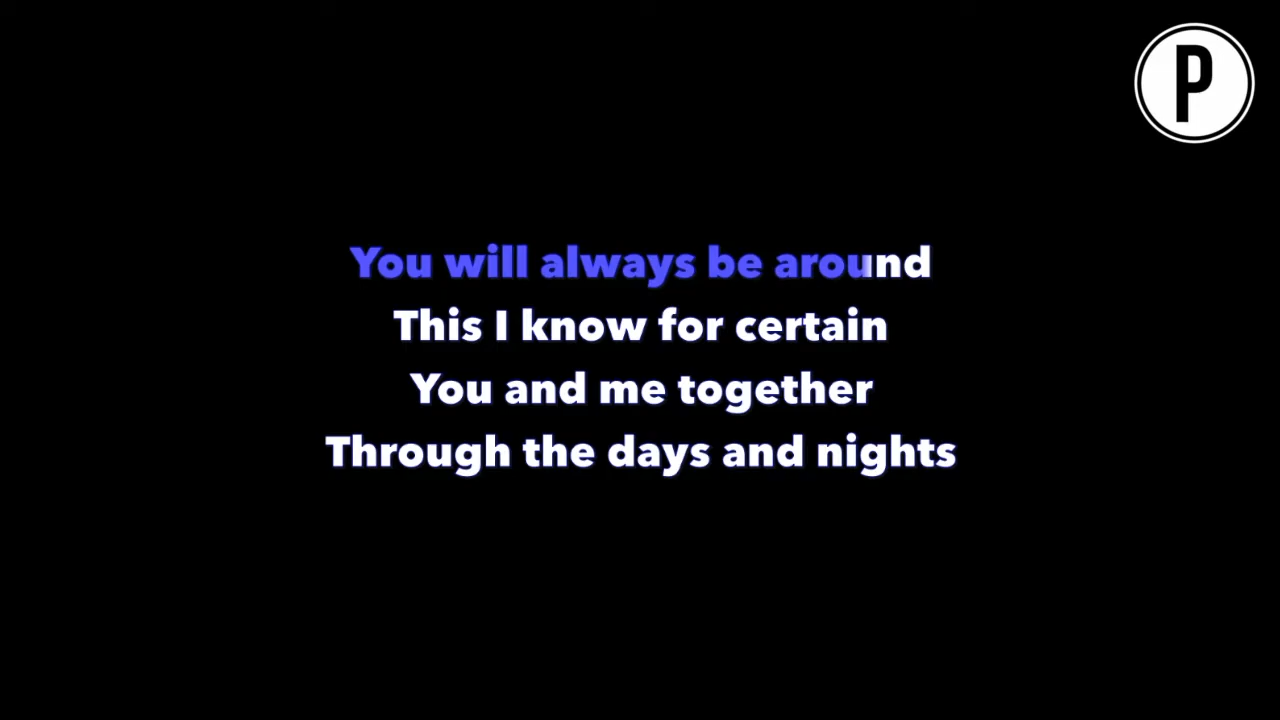 P
You will always be around
This I know for certain
You and me together
Through the days and nights